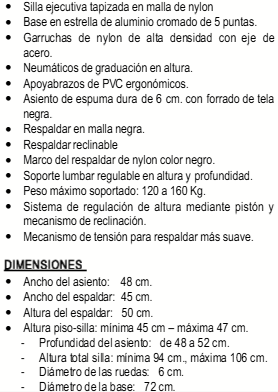 • Silla ejecutiva tapizada en malla de nylon
• Base en estrella de aluminio cromado de 5 puntas.
• Garruchas de nylon de alta densidad con eje de
acero.
• Neumáticos de graduación en altura.
• Apoyabrazos de PVC ergonómicos.
• Asiento de espuma dura de 6 cm. con forrado de tela
negra.
• Respaldar en malla negra.
• Respaldar reclinable
• Marco del respaldar de nylon color negro.
• Soporte lumbar regulable en altura y profundidad.
• Peso máximo soportado: 120 a 160 Kg.
• Sistema de regulación de altura mediante pistón y
mecanismo de reclinación.
• Mecanismo de tensión para respaldar más suave.
DIMENSIONES
• Ancho del asiento: 48 cm.
• Ancho del espaldar: 45 cm.
• Altura del espaldar: 50 cm.
• Altura piso-silla: mínima 45 cm – máxima 47 cm.
- Profundidad del asiento: de 48 a 52 cm.
- Altura total silla: mínima 94 cm., máxima 106 cm.
- Diámetro de las ruedas: 6 cm.
- Diámetro de la base: 72 cm.